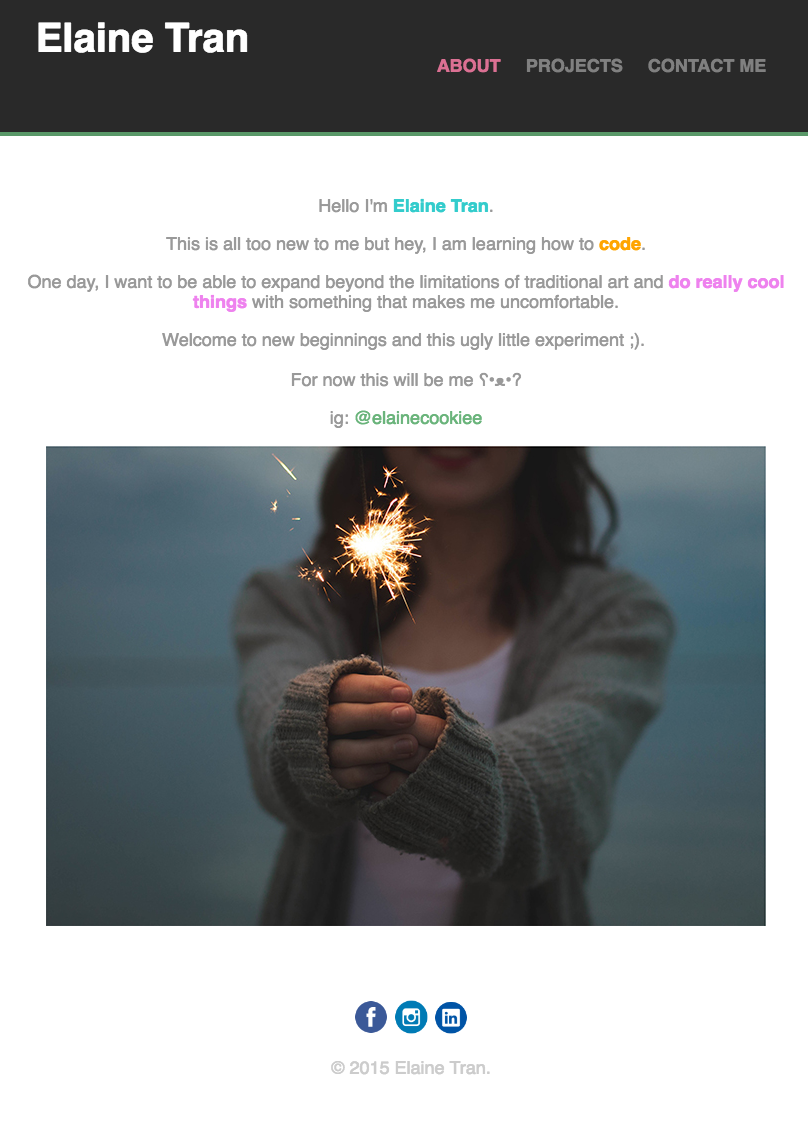 Elaine Tran
ABOUT PROJECTS CONTACT ME
Hello I'm Elaine Tran.
This is all too new to me but hey, I am learning how to code.
One day, I want to be able to expand beyond the limitations of traditional art and do really cool
things with something that makes me uncomfortable.
Welcome to new beginnings and this ugly little experiment ;).
For now this will be me ʕ•ᴥ•?
ig: @elainecookiee
© 2015 Elaine Tran.